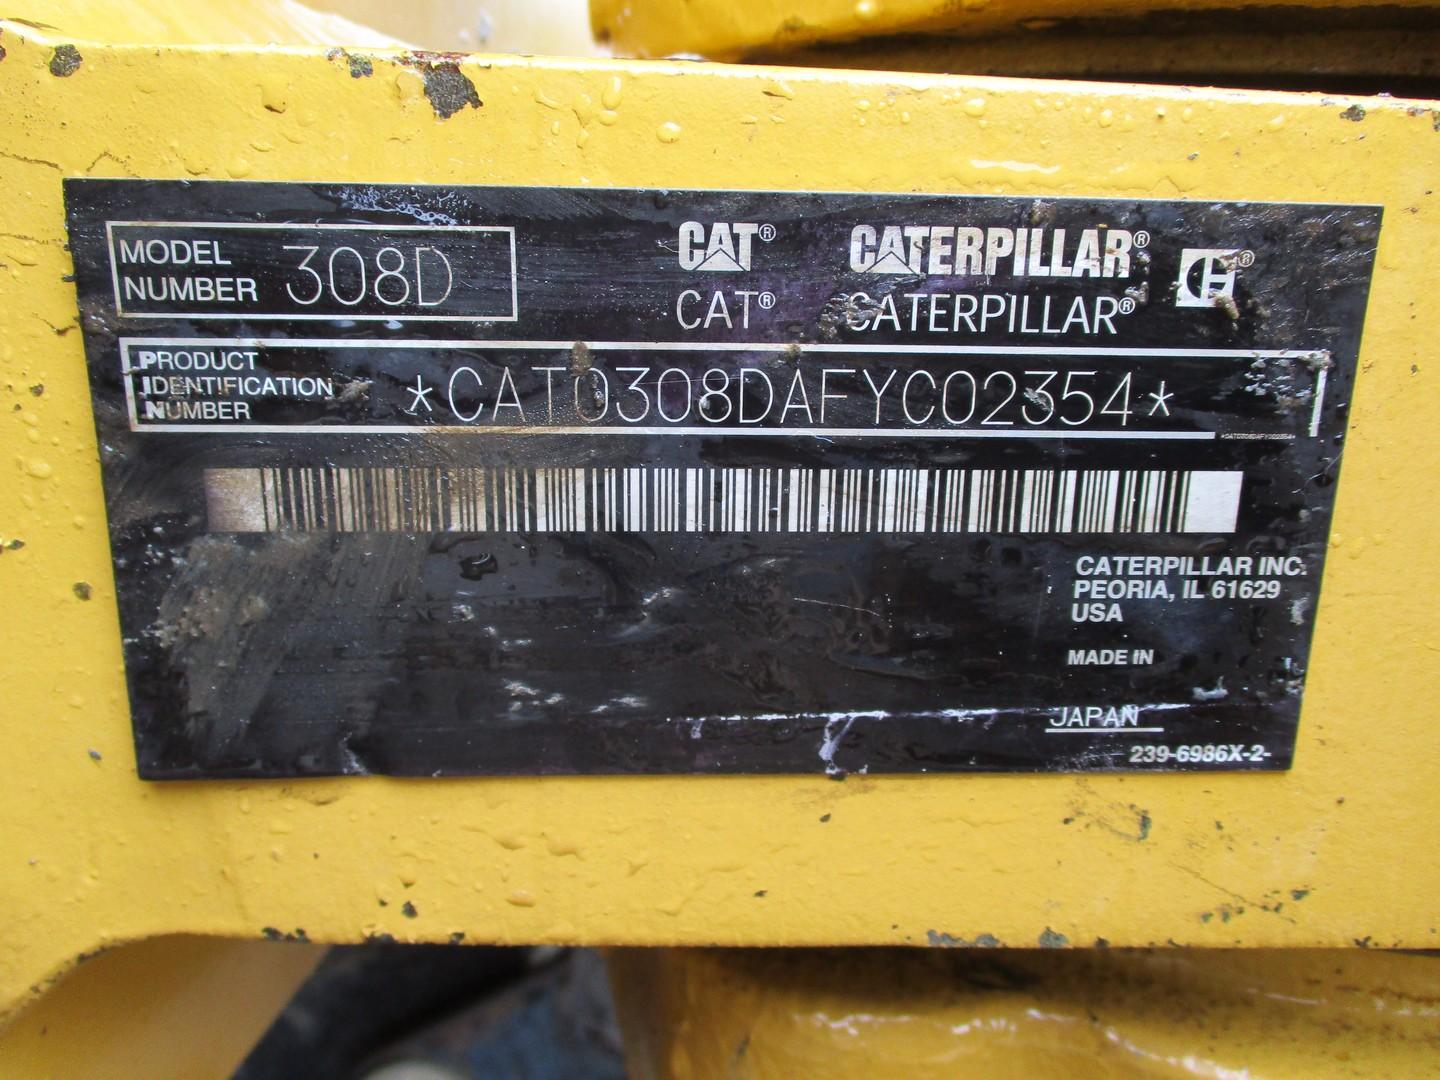 MODEL NUMBER 308D
CAT® CATERPILLAR® ®
CAT® CATERPILLAR®
PRODUCT IDENTIFICATION NUMBER *CAT0308DAFYC02354*
*CAT0308DAFYC02354*
CATERPILLAR INC.
PEORIA, IL 61629
USA
MADE IN
JAPAN
239-6986X-2-